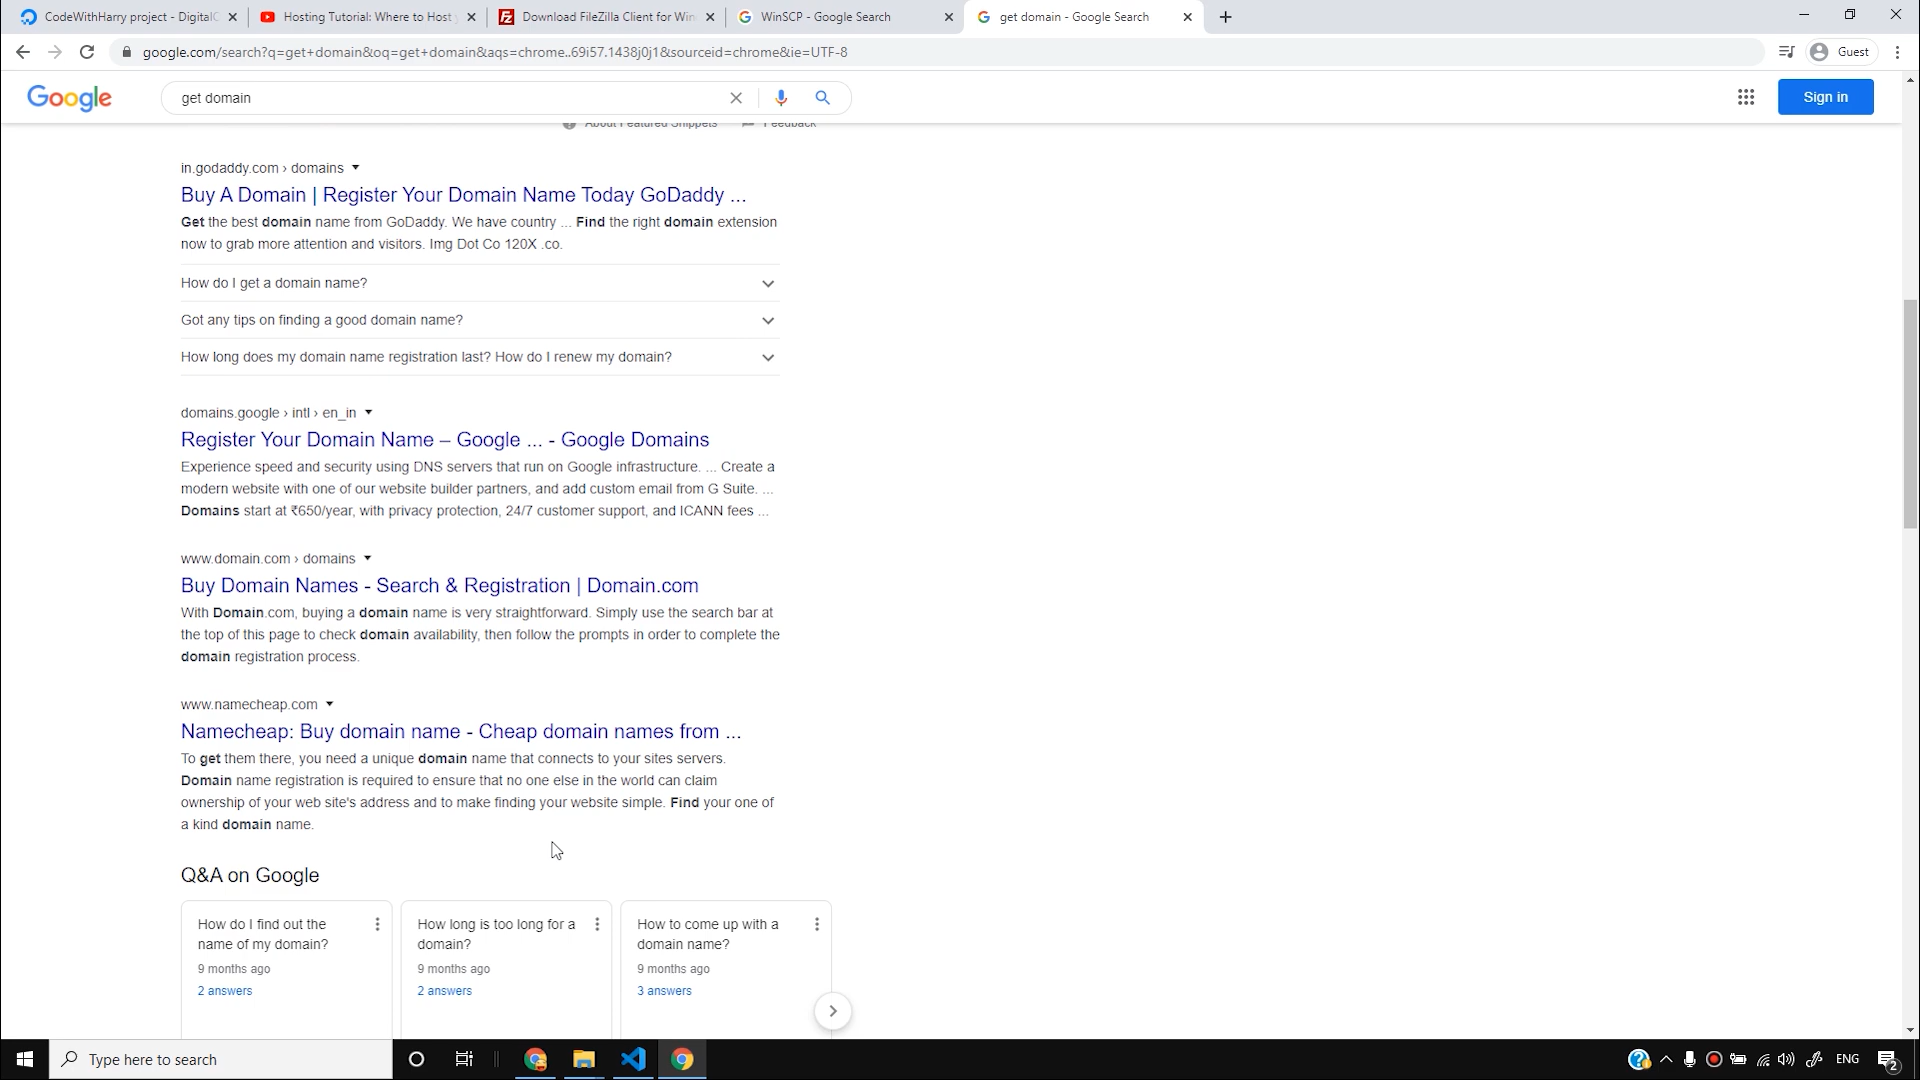 CodeWithHarry project - Digital
Hosting Tutorial: Where to Host
Download FileZilla Client for Win
WinSCP - Google Search
get domain - Google Search
google.com/search?q=get+domain&oq=get+domain&aqs=chrome..69i57.1438j0j1&sourceid=chrome&ie=UTF-8
Guest
Google
get domain
Sign in
About Featured Snippets
Feedback
in.godaddy.com › domains
Buy A Domain | Register Your Domain Name Today GoDaddy ...
Get the best domain name from GoDaddy. We have country ... Find the right domain extension
now to grab more attention and visitors. Img Dot Co 120X .co.
How do I get a domain name?
Got any tips on finding a good domain name?
How long does my domain name registration last? How do I renew my domain?
domains.google › intl › en_in
Register Your Domain Name – Google ... - Google Domains
Experience speed and security using DNS servers that run on Google infrastructure. ... Create a
modern website with one of our website builder partners, and add custom email from G Suite. ...
Domains start at ₹650/year, with privacy protection, 24/7 customer support, and ICANN fees ...
www.domain.com › domains
Buy Domain Names - Search & Registration | Domain.com
With Domain.com, buying a domain name is very straightforward. Simply use the search bar at
the top of this page to check domain availability, then follow the prompts in order to complete the
domain registration process.
www.namecheap.com
Namecheap: Buy domain name - Cheap domain names from ...
To get them there, you need a unique domain name that connects to your sites servers.
Domain name registration is required to ensure that no one else in the world can claim
ownership of your web site's address and to make finding your website simple. Find your one of
a kind domain name.
Q&A on Google
How do I find out the
name of my domain?
9 months ago
2 answers
How long is too long for a
domain?
9 months ago
2 answers
How to come up with a
domain name?
9 months ago
3 answers
Type here to search
ENG
2